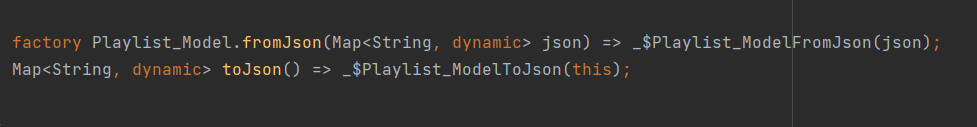 factory Playlist_Model.fromJson(Map<String, dynamic> json) => _$Playlist_ModelFromJson(json);
Map<String, dynamic> toJson() => _$Playlist_ModelToJson(this);